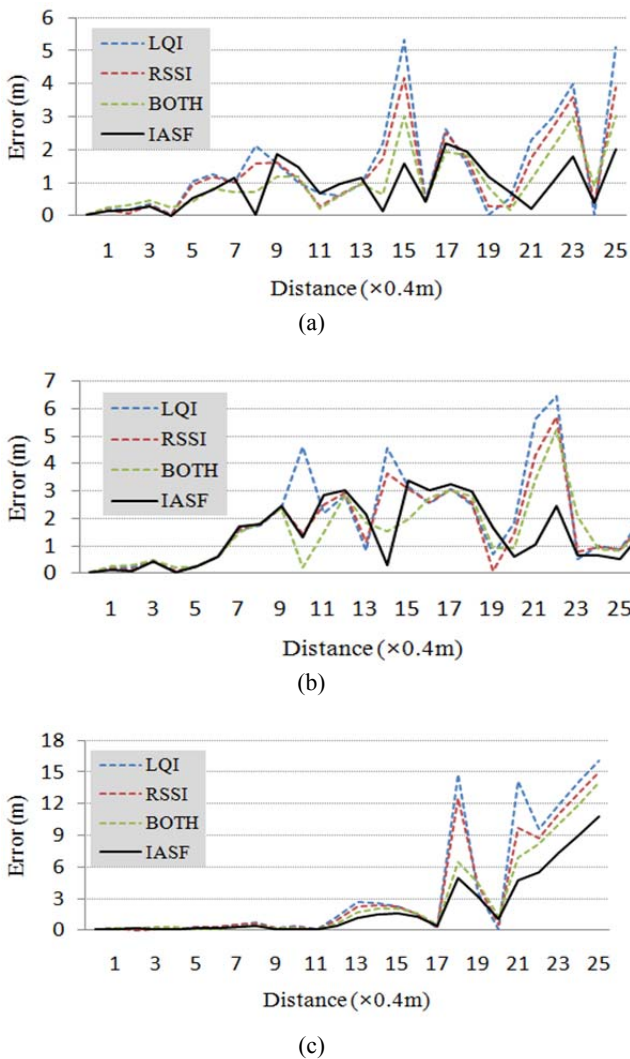 6
5
4
3
2
1
0
Error (m)
LQI
RSSI
BOTH
IASF
1 3 5 7 9 11 13 15 17 19 21 23 25
Distance (×0.4m)
(a)
7
6
5
4
3
2
1
0
Error (m)
LQI
RSSI
BOTH
IASF
1 3 5 7 9 11 13 15 17 19 21 23 25
Distance (×0.4m)
(b)
18
15
12
9
6
3
0
Error (m)
LQI
RSSI
BOTH
IASF
1 3 5 7 9 11 13 15 17 19 21 23 25
Distance (×0.4m)
(c)